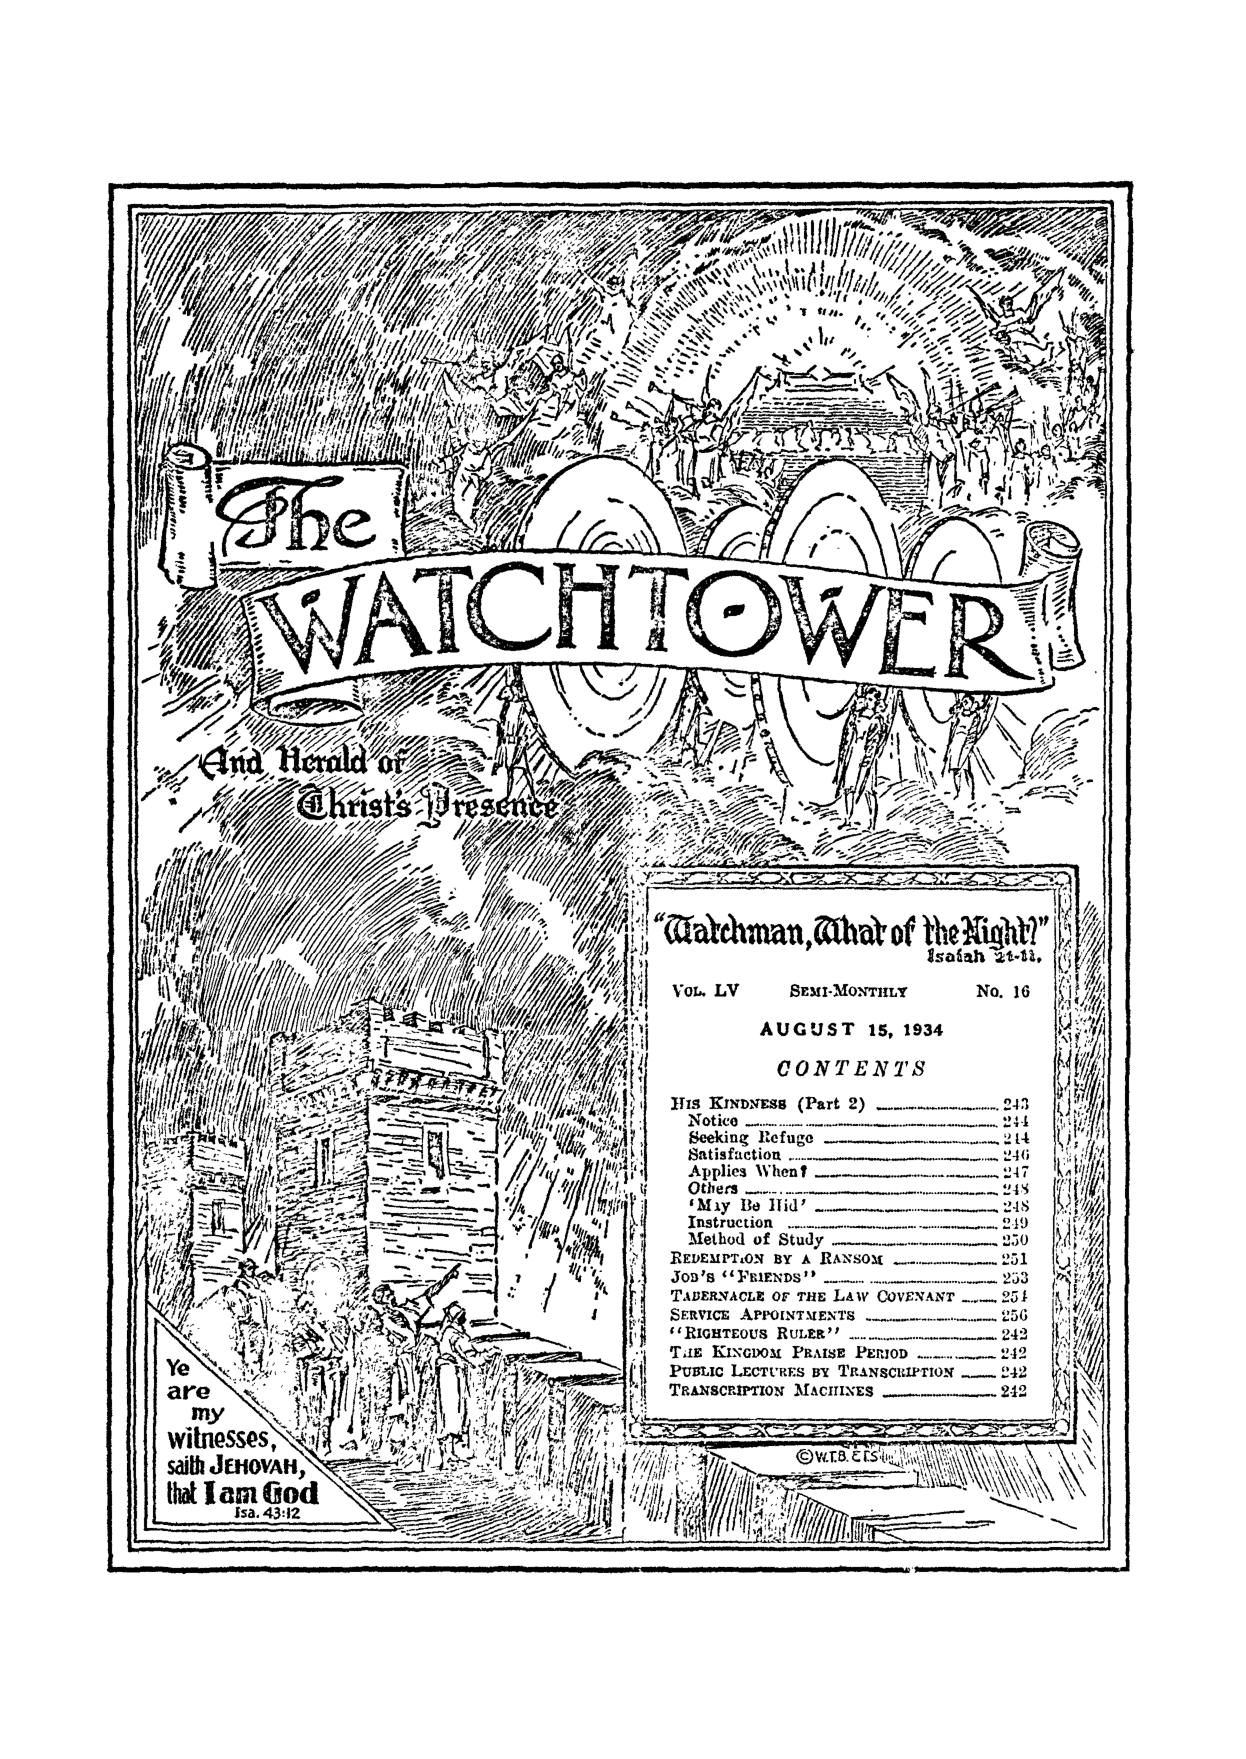 The
WATCHTOWER
And Herald of
Christ's Presence
"Watchman, What of the Night?"
Isaiah 21-11.
VOL. LV SEMI-MONTHLY No. 16
AUGUST 15, 1934
CONTENTS
HIS KINDNESS (Part 2) 243
Notice 244
Seeking Refuge 244
Satisfaction 246
Applies When? 247
Others 248
'May Be Hid' 248
Instruction 249
Method of Study 250
REDEMPTION BY A RANSOM 251
JOB'S "FRIENDS" 253
TABERNACLE OF THE LAW COVENANT 254
SERVICE APPOINTMENTS 256
"RIGHTEOUS RULER" 242
THE KINGDOM PRAISE PERIOD 242
PUBLIC LECTURES BY TRANSCRIPTION 242
TRANSCRIPTION MACHINES 242
©W.T.B. & T.S.
Ye
are
my
witnesses,
saith JEHOVAH,
that I am God
Isa. 43:12